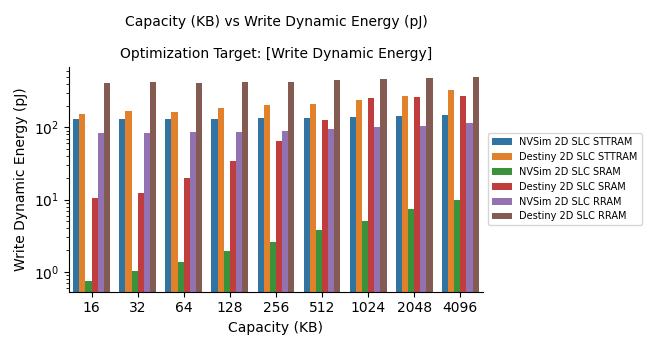 Capacity (KB) vs Write Dynamic Energy (pJ)
Optimization Target: [Write Dynamic Energy]
Write Dynamic Energy (pJ)
10²
10¹
10⁰
16 32 64 128 256 512 1024 2048 4096
Capacity (KB)
NVSim 2D SLC STTRAM
Destiny 2D SLC STTRAM
NVSim 2D SLC SRAM
Destiny 2D SLC SRAM
NVSim 2D SLC RRAM
Destiny 2D SLC RRAM